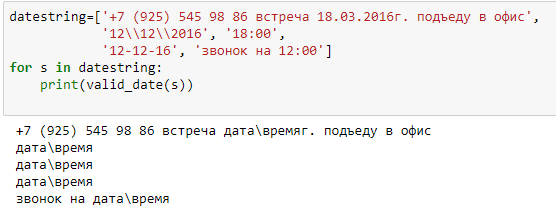 datestring=['+7 (925) 545 98 86 встреча 18.03.2016г. подъеду в офис',
'12\\12\\2016', '18:00',
'12-12-16', 'звонок на 12:00']
for s in datestring:
print(valid_date(s))
+7 (925) 545 98 86 встреча дата\времяг. подъеду в офис
дата\время
дата\время
дата\время
звонок на дата\время